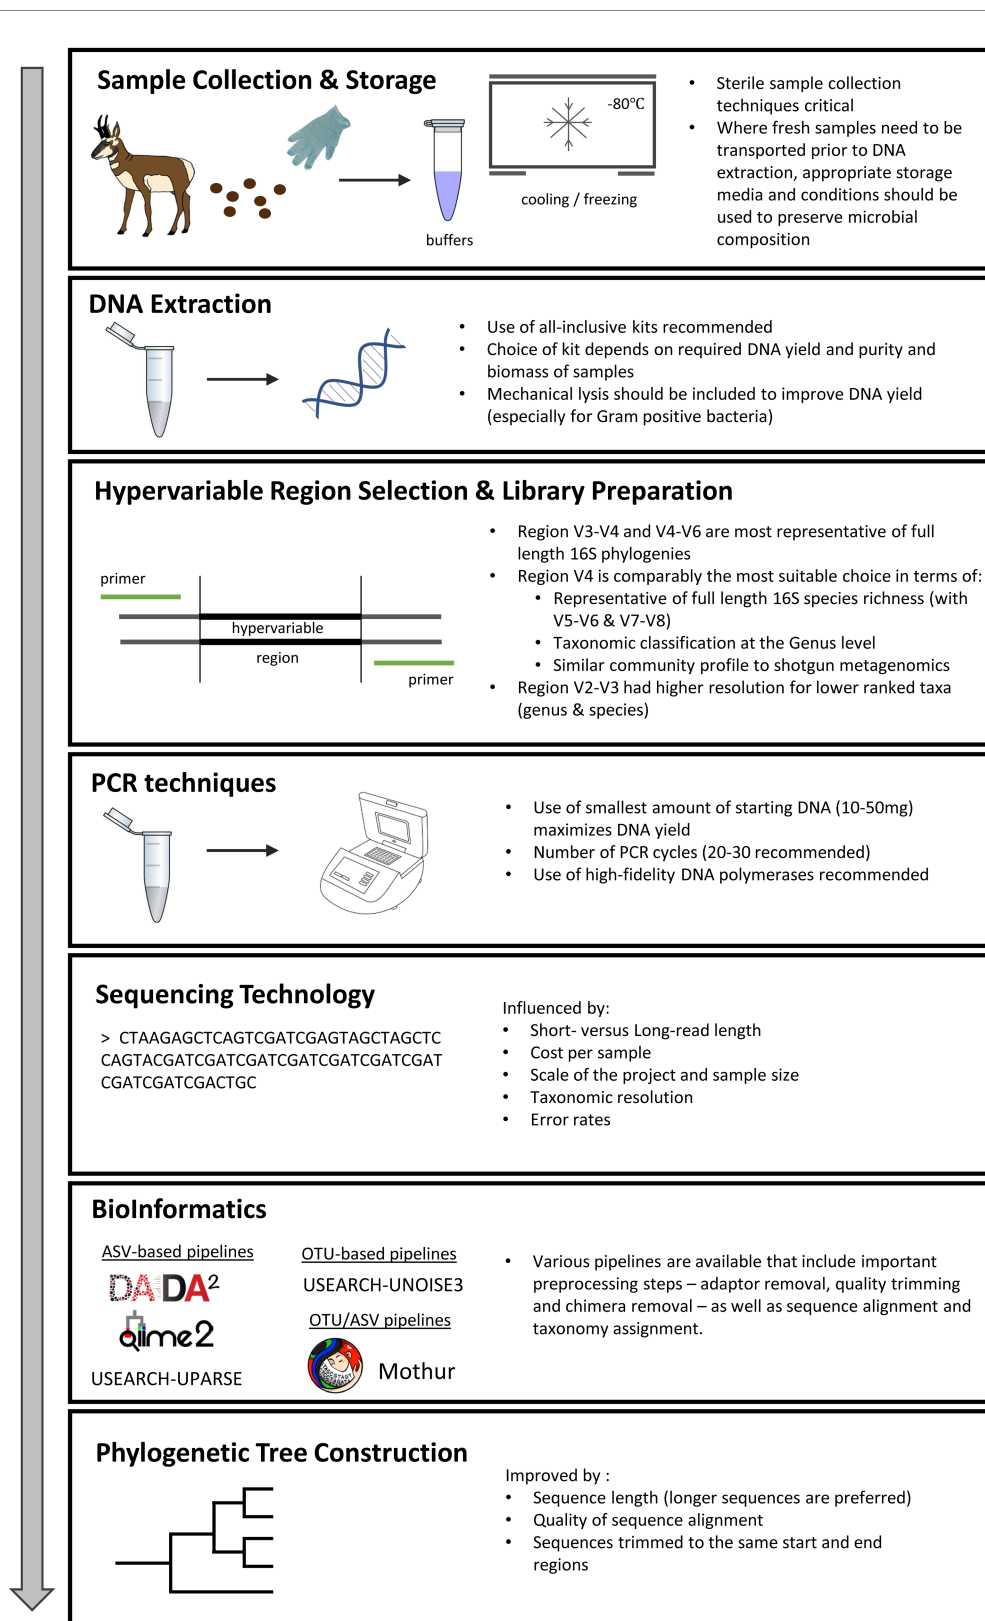 Sample Collection & Storage
-80°C
cooling / freezing
buffers
• Sterile sample collection
techniques critical
• Where fresh samples need to be
transported prior to DNA
extraction, appropriate storage
media and conditions should be
used to preserve microbial
composition
DNA Extraction
• Use of all-inclusive kits recommended
• Choice of kit depends on required DNA yield and purity and
biomass of samples
• Mechanical lysis should be included to improve DNA yield
(especially for Gram positive bacteria)
Hypervariable Region Selection & Library Preparation
primer
hypervariable
region
primer
• Region V3-V4 and V4-V6 are most representative of full
length 16S phylogenies
• Region V4 is comparably the most suitable choice in terms of:
• Representative of full length 16S species richness (with
V5-V6 & V7-V8)
• Taxonomic classification at the Genus level
• Similar community profile to shotgun metagenomics
• Region V2-V3 had higher resolution for lower ranked taxa
(genus & species)
PCR techniques
• Use of smallest amount of starting DNA (10-50mg)
maximizes DNA yield
• Number of PCR cycles (20-30 recommended)
• Use of high-fidelity DNA polymerases recommended
Sequencing Technology
> CTAAGAGCTCAGTCGATCGAGTAGCTAGCTC
CAGTACGATCGATCGATCGATCGATCGATCGAT
CGATCGATCGACTGC
Influenced by:
• Short- versus Long-read length
• Cost per sample
• Scale of the project and sample size
• Taxonomic resolution
• Error rates
BioInformatics
ASV-based pipelines
DADA2
qiime2
USEARCH-UPARSE
OTU-based pipelines
USEARCH-UNOISE3
OTU/ASV pipelines
Mothur
• Various pipelines are available that include important
preprocessing steps – adaptor removal, quality trimming
and chimera removal – as well as sequence alignment and
taxonomy assignment.
Phylogenetic Tree Construction
Improved by :
• Sequence length (longer sequences are preferred)
• Quality of sequence alignment
• Sequences trimmed to the same start and end
regions